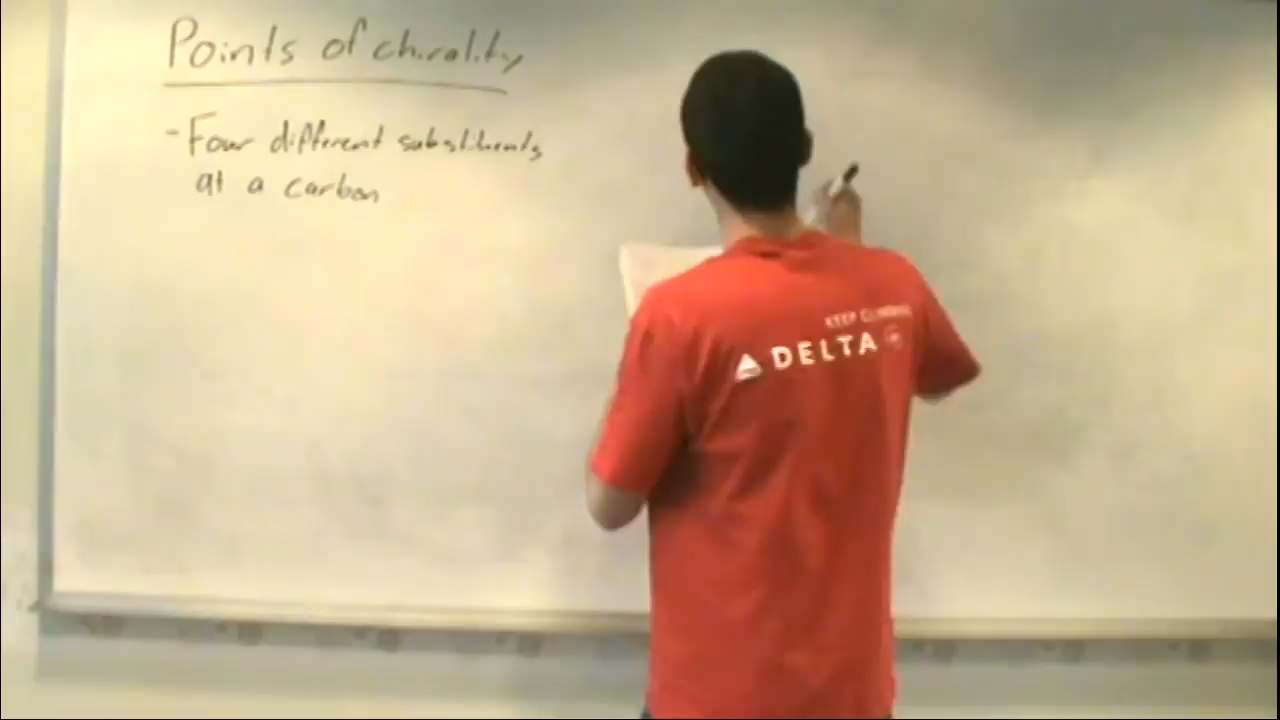 Points of chirality
- Four different substituents
at a carbon
KEEP CLIMBING
DELTA